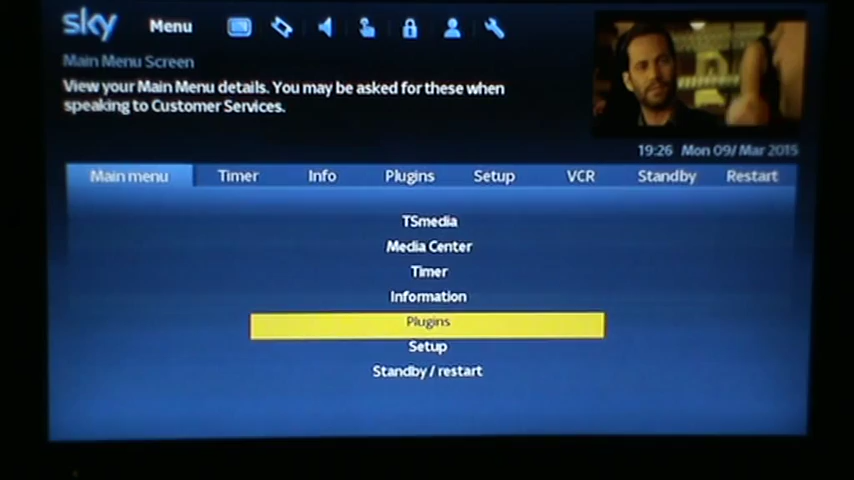 sky Menu
Main Menu Screen
View your Main Menu details. You may be asked for these when
speaking to Customer Services.
19:26 Mon 09/Mar 2015
Main menu Timer Info Plugins Setup VCR Standby Restart
TSmedia
Media Center
Timer
Information
Plugins
Setup
Standby / restart